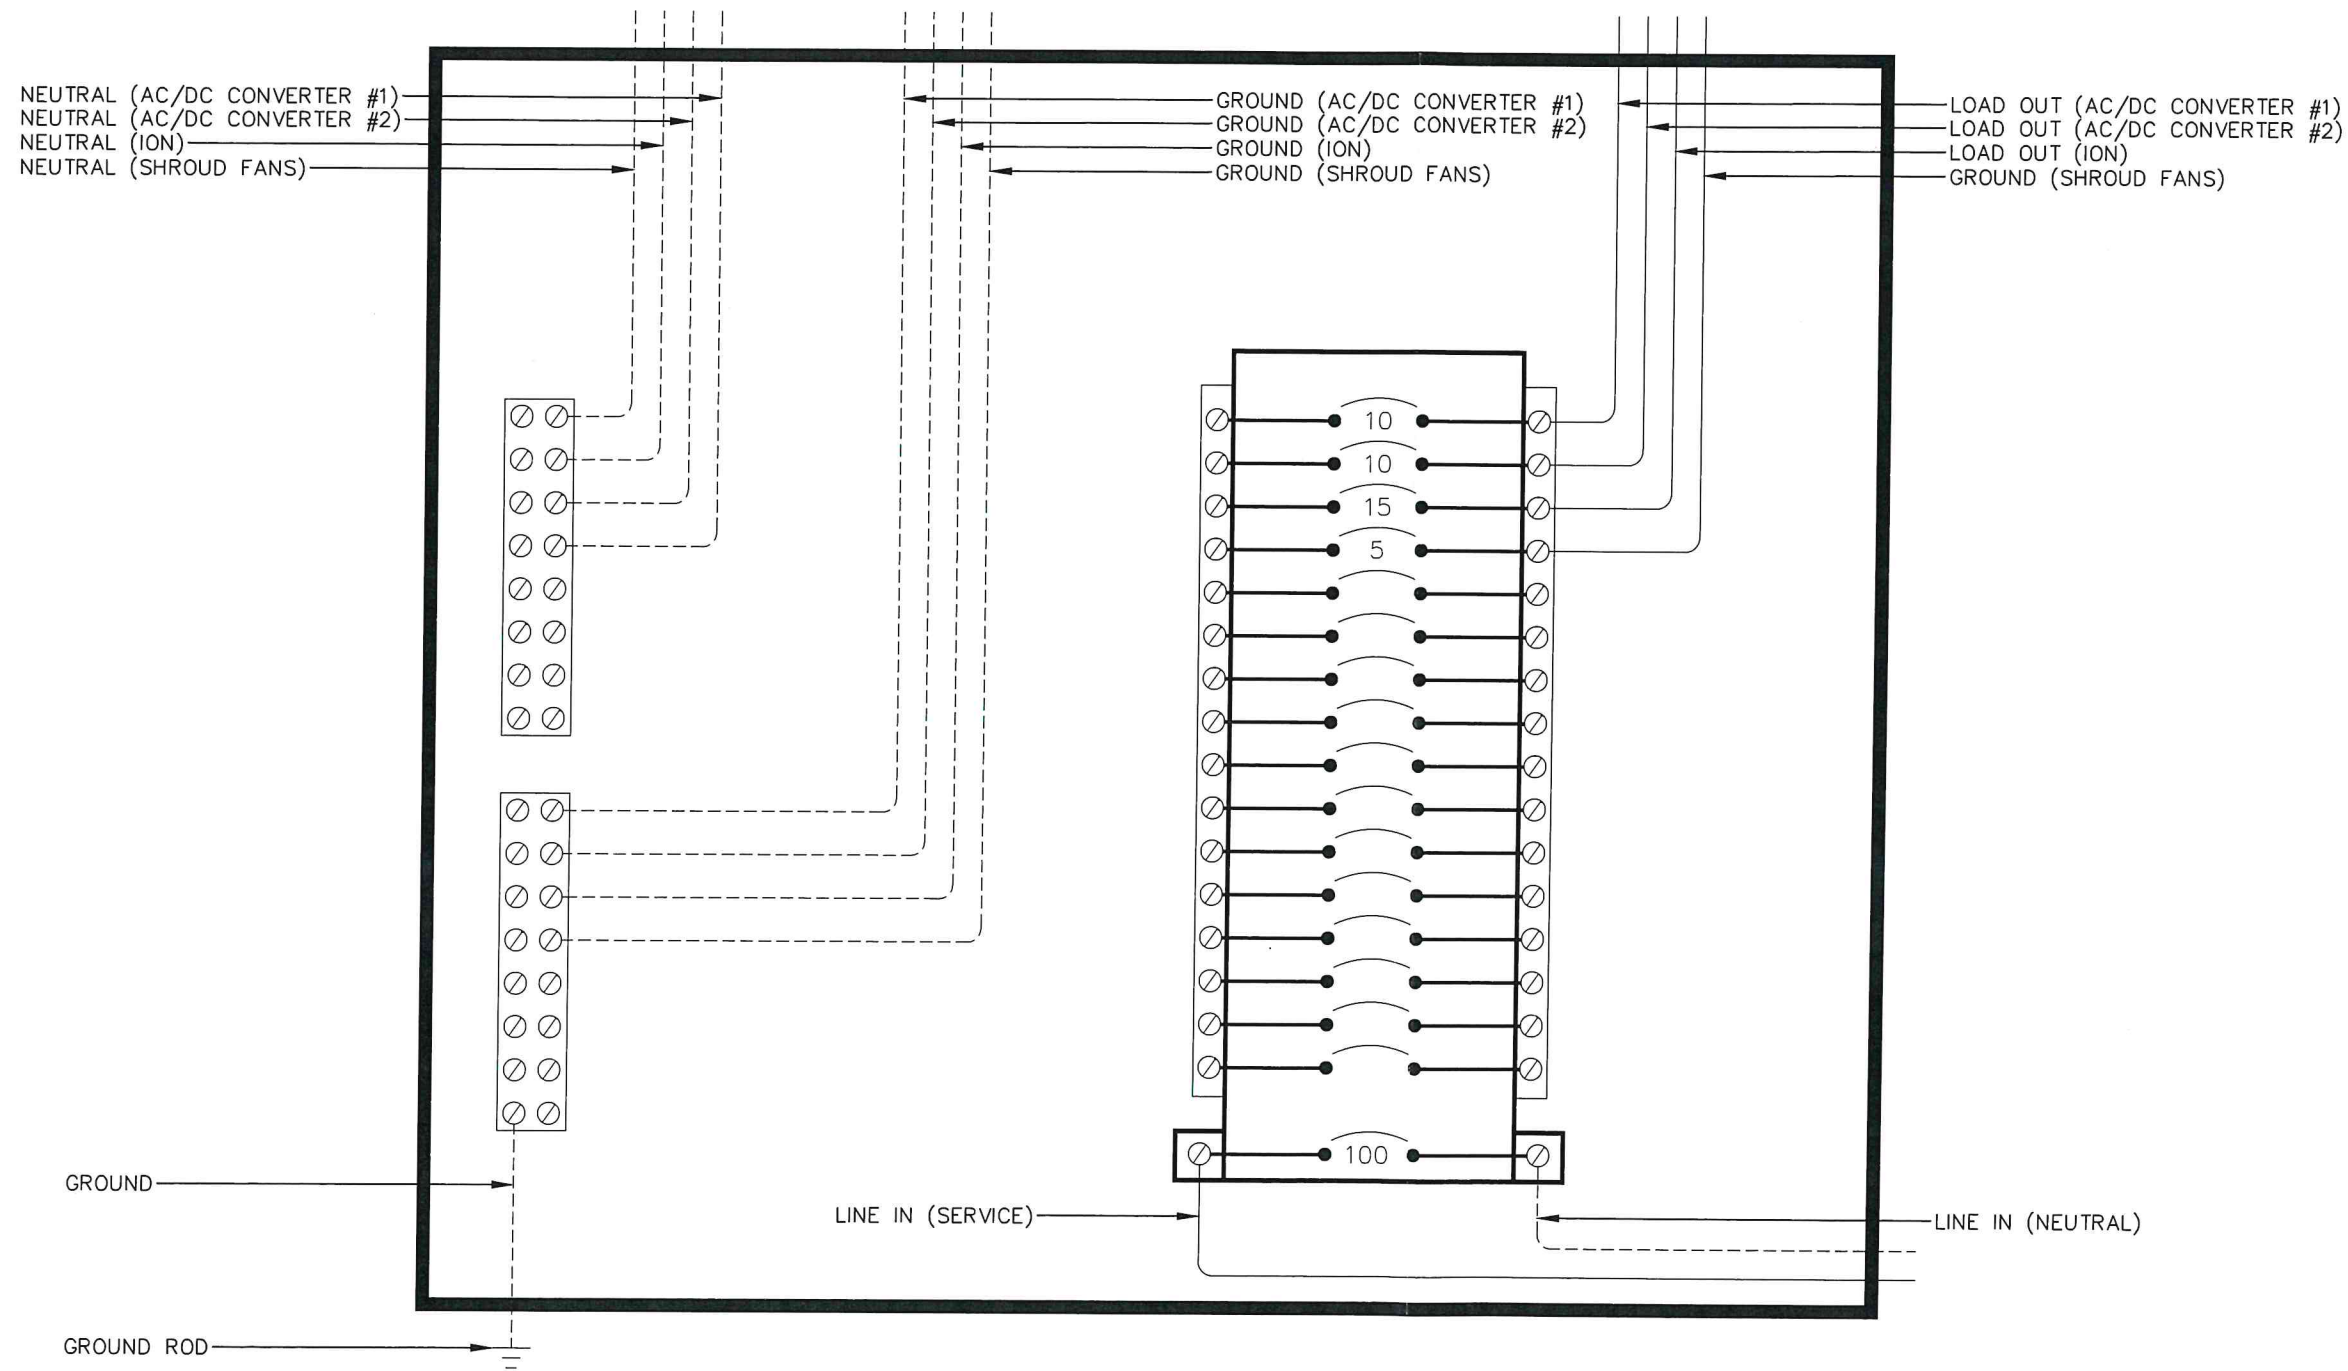 NEUTRAL (AC/DC CONVERTER #1)
NEUTRAL (AC/DC CONVERTER #2)
NEUTRAL (ION)
NEUTRAL (SHROUD FANS)
GROUND (AC/DC CONVERTER #1)
GROUND (AC/DC CONVERTER #2)
GROUND (ION)
GROUND (SHROUD FANS)
LOAD OUT (AC/DC CONVERTER #1)
LOAD OUT (AC/DC CONVERTER #2)
LOAD OUT (ION)
GROUND (SHROUD FANS)
10
10
15
5
100
GROUND
LINE IN (SERVICE)
LINE IN (NEUTRAL)
GROUND ROD